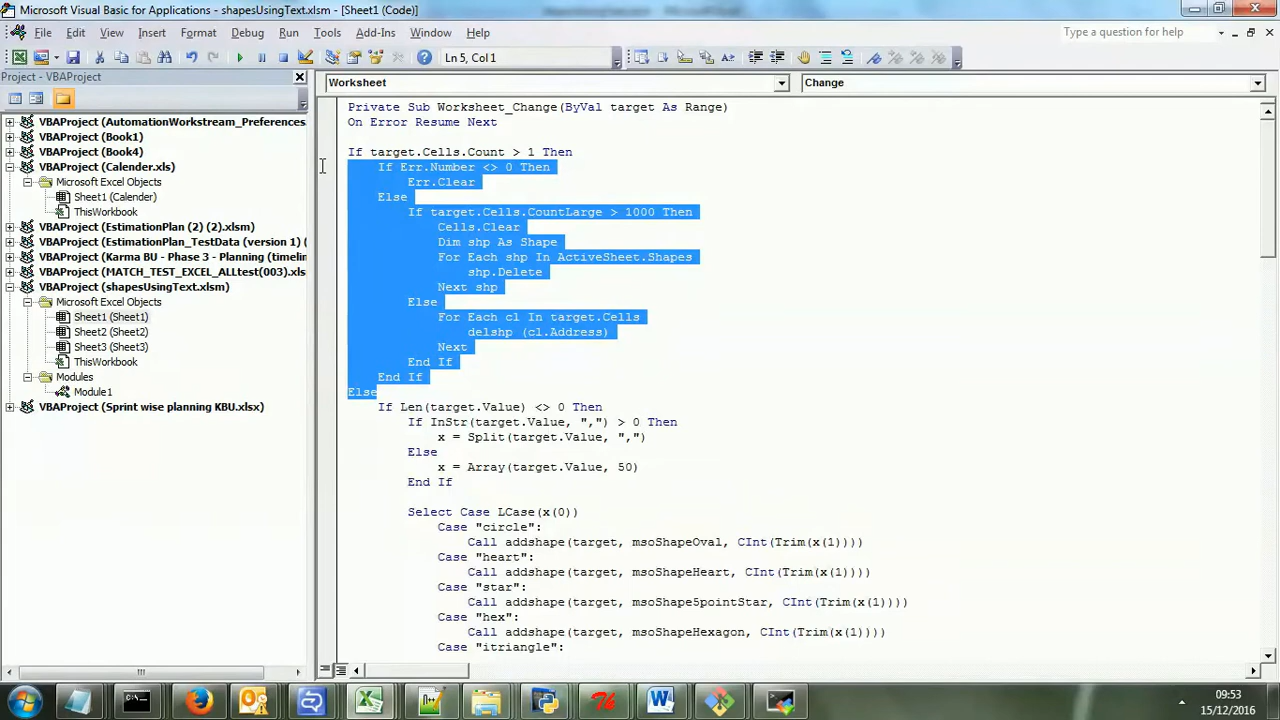 Microsoft Visual Basic for Applications - shapesUsingText.xlsm - [Sheet1 (Code)]
File Edit View Insert Format Debug Run Tools Add-Ins Window Help
Type a question for help
Ln 5, Col 1
Project - VBAProject
Worksheet
Change
VBAProject (AutomationWorkstream_Preferences
VBAProject (Book1)
VBAProject (Book4)
VBAProject (Calender.xls)
Microsoft Excel Objects
Sheet1 (Calender)
ThisWorkbook
VBAProject (EstimationPlan (2) (2).xlsm)
VBAProject (EstimationPlan_TestData (version 1) (
VBAProject (Karma BU - Phase 3 - Planning (timelin
VBAProject (MATCH_TEST_EXCEL_ALLtest(003).xls
VBAProject (shapesUsingText.xlsm)
Microsoft Excel Objects
Sheet1 (Sheet1)
Sheet2 (Sheet2)
Sheet3 (Sheet3)
ThisWorkbook
Modules
Module1
VBAProject (Sprint wise planning KBU.xlsx)
Private Sub Worksheet_Change(ByVal target As Range)
On Error Resume Next
If target.Cells.Count > 1 Then
If Err.Number <> 0 Then
Err.Clear
Else
If target.Cells.CountLarge > 1000 Then
Cells.Clear
Dim shp As Shape
For Each shp In ActiveSheet.Shapes
shp.Delete
Next shp
Else
For Each cl In target.Cells
delshp (cl.Address)
Next
End If
End If
Else
If Len(target.Value) <> 0 Then
If InStr(target.Value, ",") > 0 Then
x = Split(target.Value, ",")
Else
x = Array(target.Value, 50)
End If
Select Case LCase(x(0))
Case "circle":
Call addshape(target, msoShapeOval, CInt(Trim(x(1))))
Case "heart":
Call addshape(target, msoShapeHeart, CInt(Trim(x(1))))
Case "star":
Call addshape(target, msoShape5pointStar, CInt(Trim(x(1))))
Case "hex":
Call addshape(target, msoShapeHexagon, CInt(Trim(x(1))))
Case "itriangle":
09:53
15/12/2016